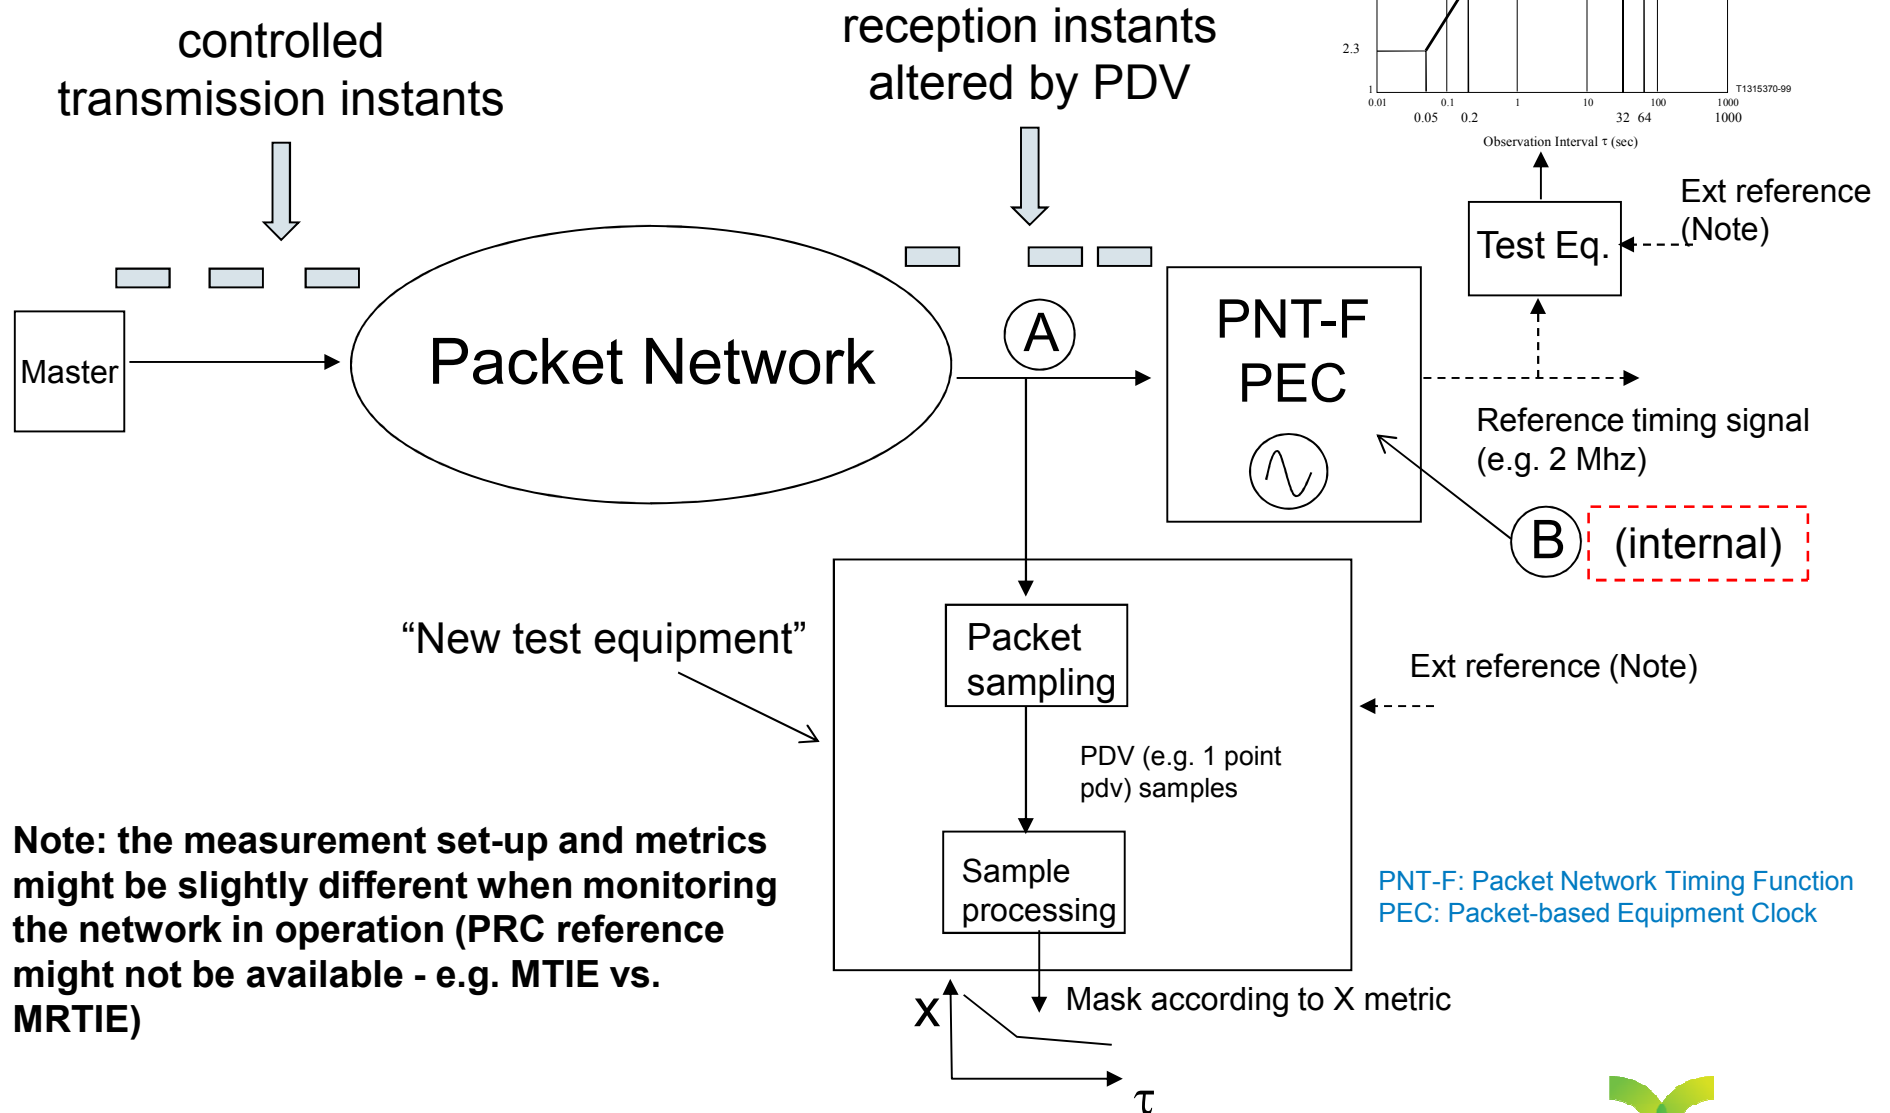 controlled
transmission instants
reception instants
altered by PDV
2.3
1
T1315370-99
0.01 0.1 1 10 100 1000
0.05 0.2 32 64 1000
Observation Interval τ (sec)
Ext reference
(Note)
Test Eq.
Master
Packet Network
A
PNT-F
PEC
Reference timing signal
(e.g. 2 Mhz)
B
(internal)
“New test equipment”
Packet
sampling
Ext reference (Note)
PDV (e.g. 1 point
pdv) samples
Sample
processing
Note: the measurement set-up and metrics
might be slightly different when monitoring
the network in operation (PRC reference
might not be available - e.g. MTIE vs.
MRTIE)
PNT-F: Packet Network Timing Function
PEC: Packet-based Equipment Clock
X
Mask according to X metric
τ